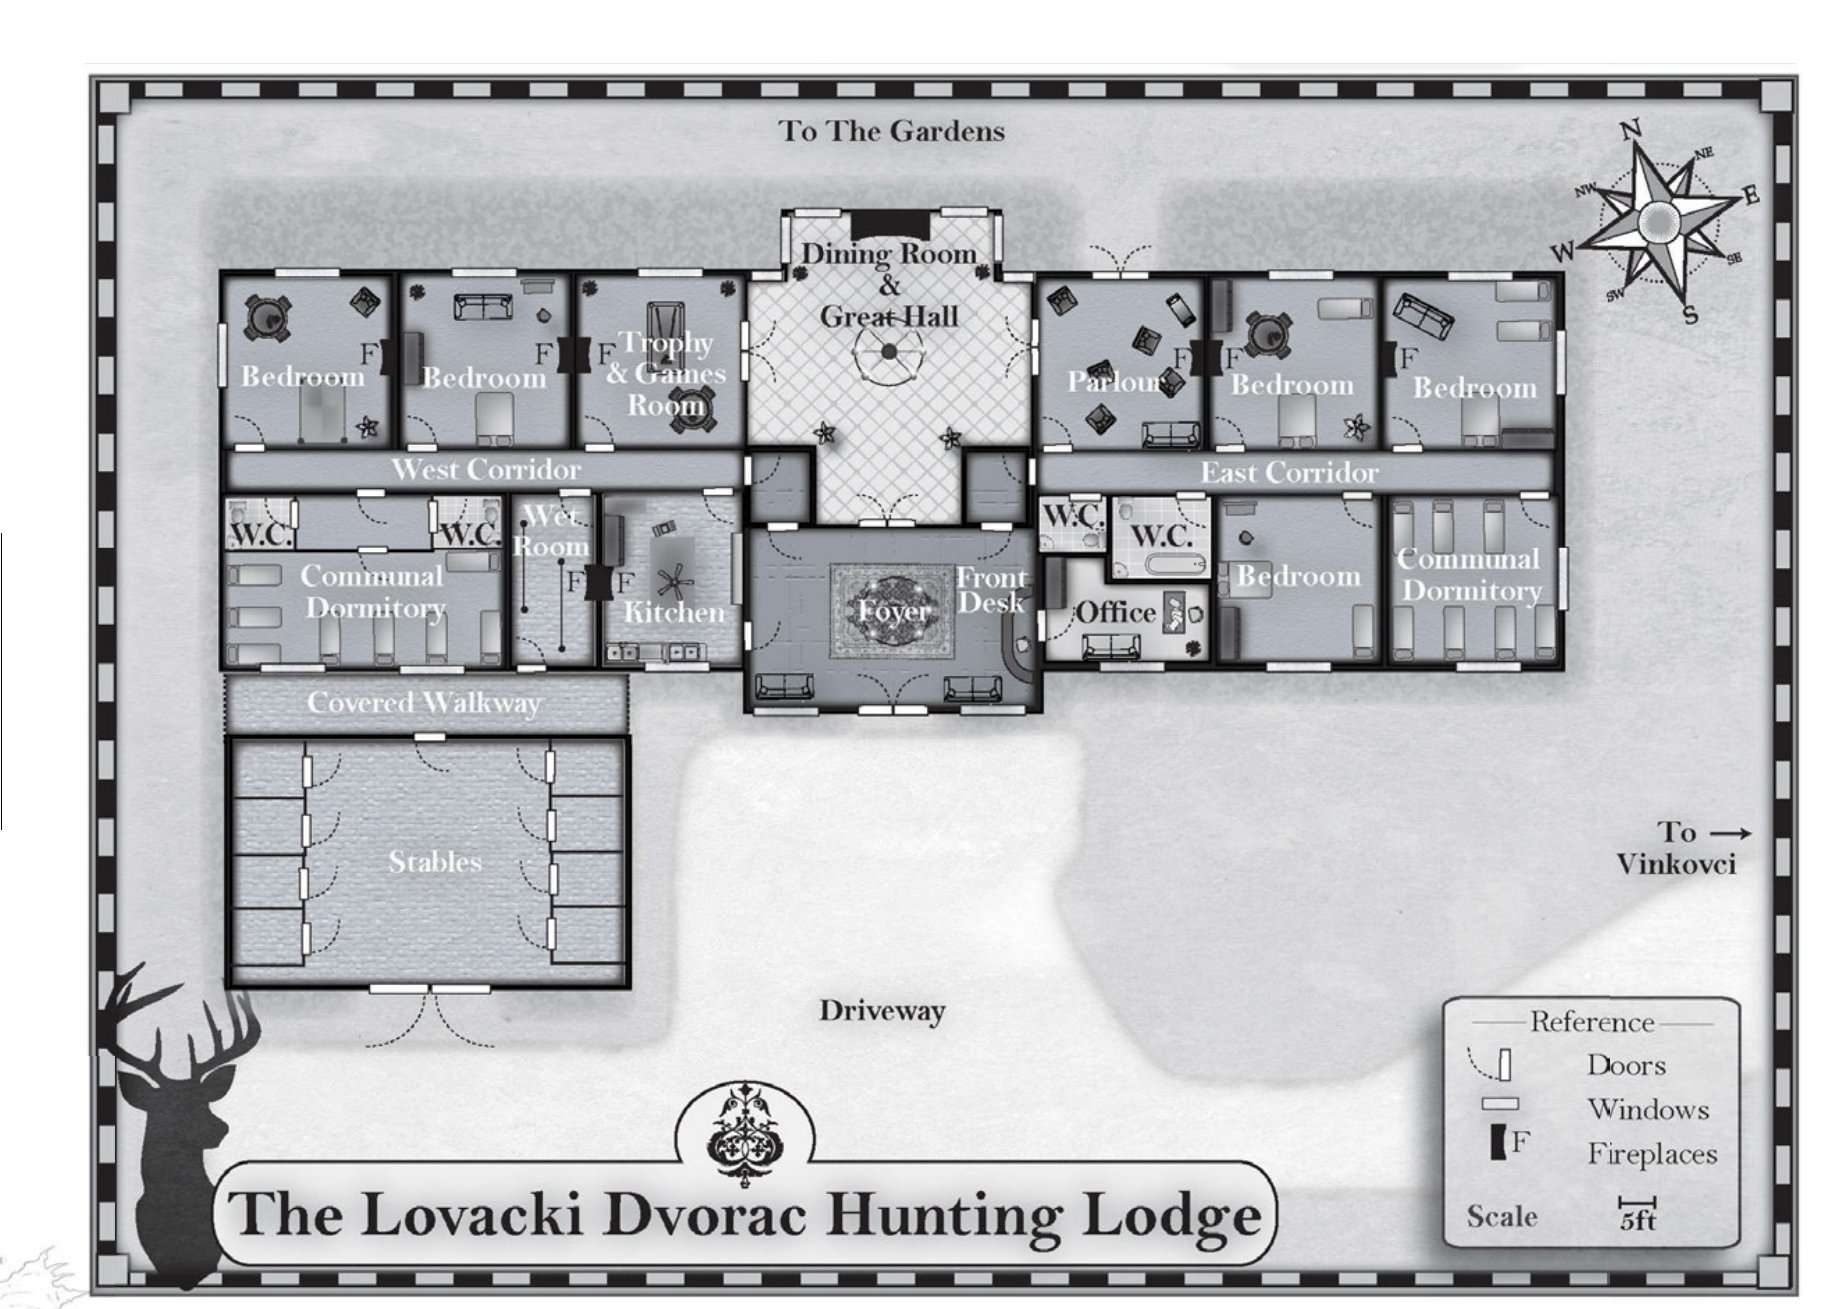 To The Gardens
N
NE
E
SE
S
SW
W
NW
Dining Room
&
Great Hall
F
Bedroom
F
Bedroom
F
Trophy
& Games
Room
F
Parlour
F
Bedroom
F
Bedroom
West Corridor
East Corridor
W.C.
W.C.
Wet
Room
F
F
Kitchen
Communal
Dormitory
Foyer
Front
Desk
W.C.
W.C.
Office
Bedroom
Communal
Dormitory
Covered Walkway
Stables
To
Vinkovci
Driveway
Reference
Doors
Windows
F
Fireplaces
Scale
5ft
The Lovacki Dvorac Hunting Lodge